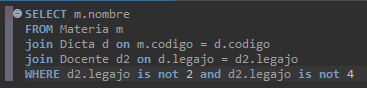 SELECT m.nombre
FROM Materia m
join Dicta d on m.codigo = d.codigo
join Docente d2 on d.legajo = d2.legajo
WHERE d2.legajo is not 2 and d2.legajo is not 4